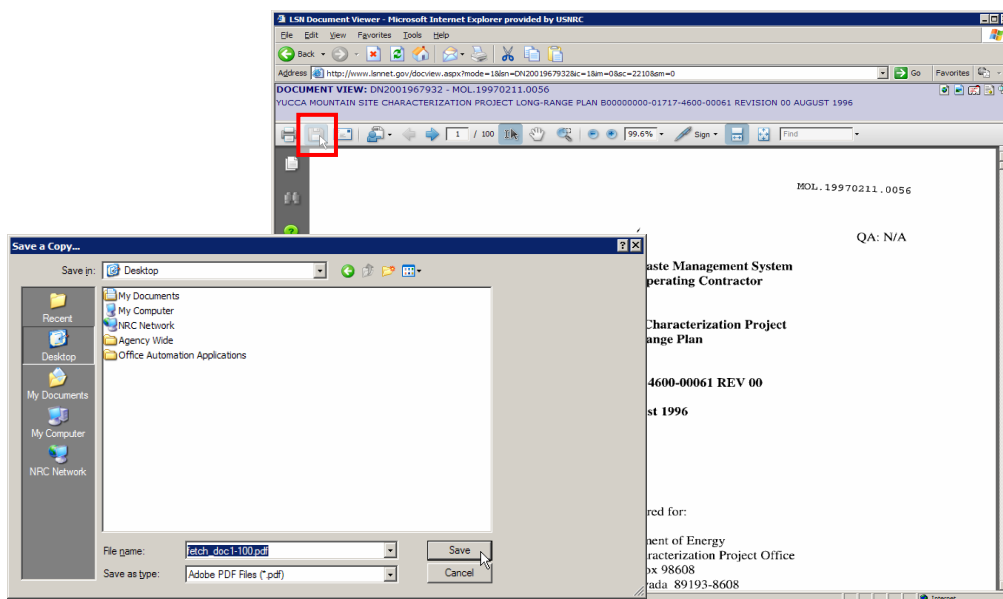 LSN Document Viewer - Microsoft Internet Explorer provided by USNRC
File Edit View Favorites Tools Help
Back
Address http://www.lsnnet.gov/docview.aspx?mode=1&lsn=DN2001967932&ic=1&im=0&sc=2210&sm=0 Go Favorites
DOCUMENT VIEW: DN2001967932 - MOL.19970211.0056
YUCCA MOUNTAIN SITE CHARACTERIZATION PROJECT LONG-RANGE PLAN B00000000-01717-4600-00061 REVISION 00 AUGUST 1996
1 / 100 99.6% Sign Find
MOL.19970211.0056
QA: N/A
aste Management System
perating Contractor
Characterization Project
ange Plan
4600-00061 REV 00
st 1996
red for:
ment of Energy
racterization Project Office
ox 98608
vada 89193-8608
Internet
Save a Copy...
Save in: Desktop
Recent
Desktop
My Documents
My Computer
NRC Network
My Documents
My Computer
NRC Network
Agency Wide
Office Automation Applications
File name: fetch_doc1-100.pdf Save
Save as type: Adobe PDF Files (*.pdf) Cancel